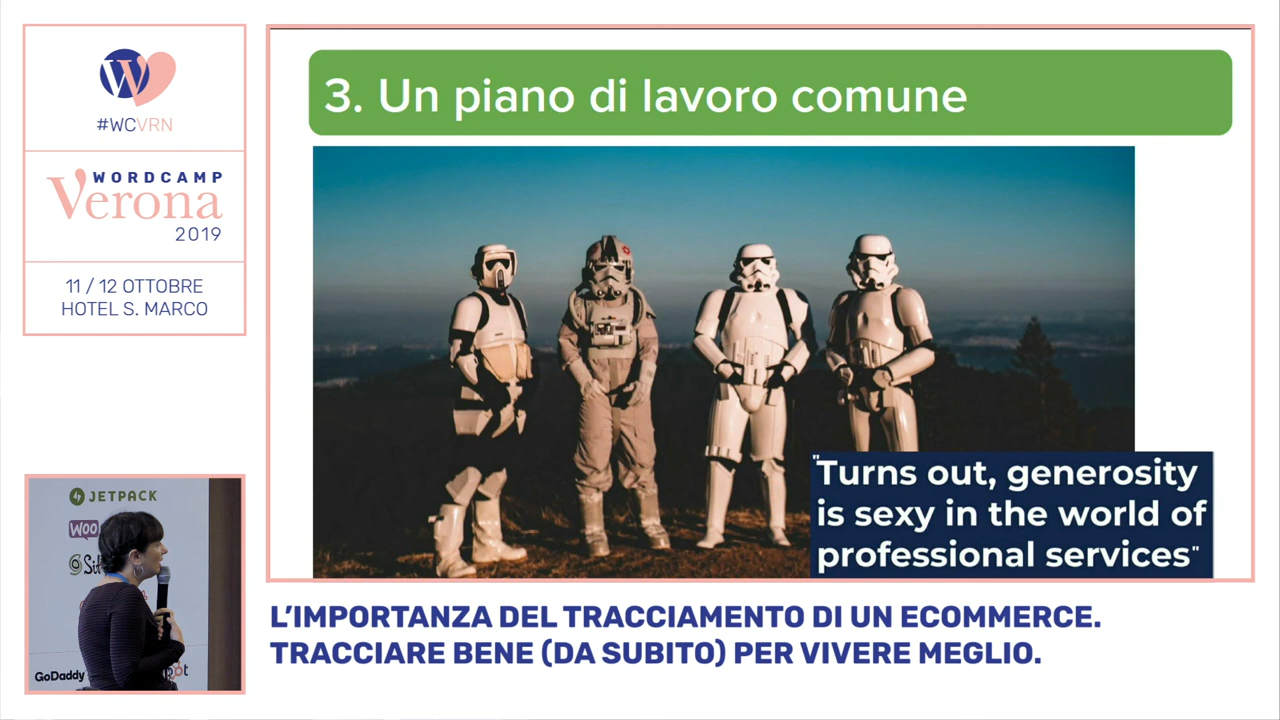 #WCVRN
WORDCAMP
Verona
2019
11 / 12 OTTOBRE
HOTEL S. MARCO
3. Un piano di lavoro comune
"Turns out, generosity
is sexy in the world of
professional services"
JETPACK
WOO
GoDaddy
L'IMPORTANZA DEL TRACCIAMENTO DI UN ECOMMERCE.
TRACCIARE BENE (DA SUBITO) PER VIVERE MEGLIO.